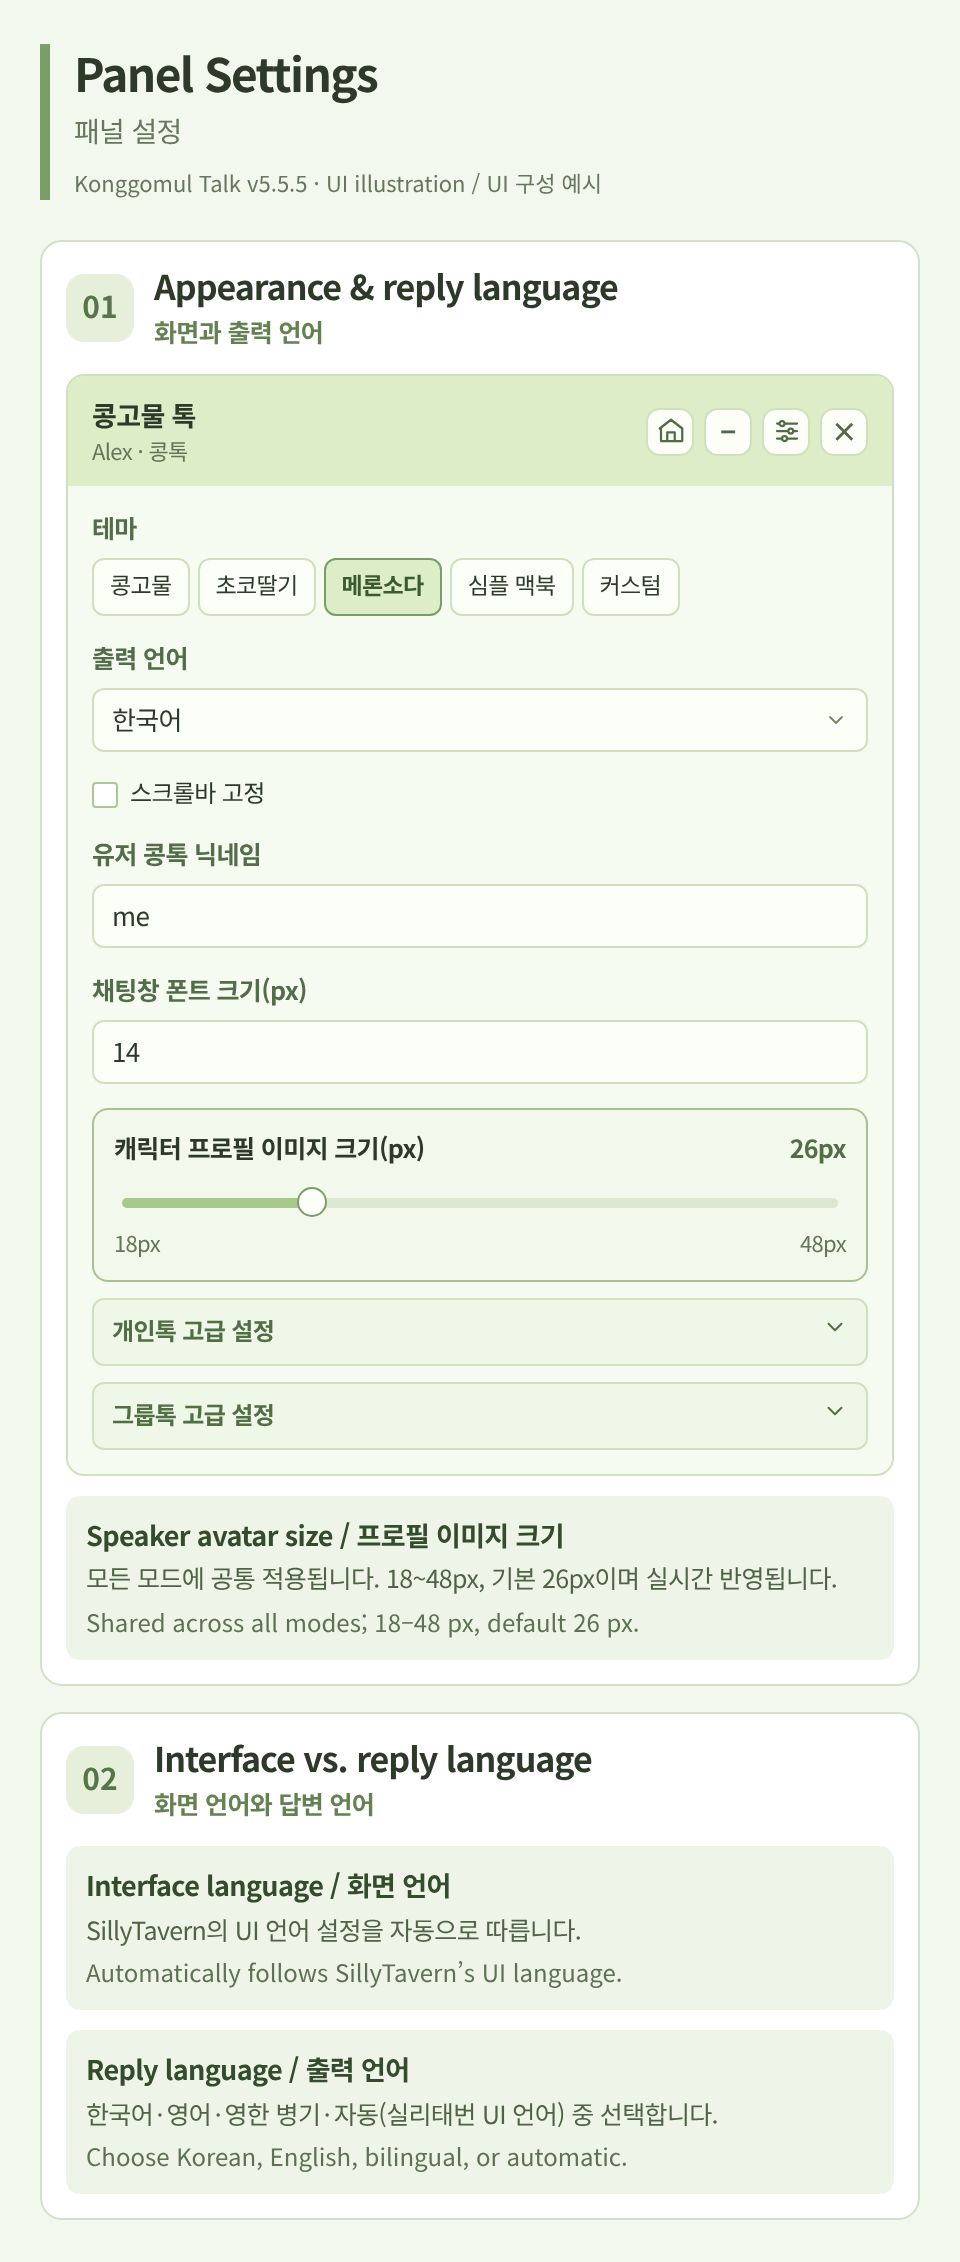 Panel Settings
패널 설정
Konggomul Talk v5.5.5 · UI illustration / UI 구성 예시
01
Appearance & reply language
화면과 출력 언어
콩고물 톡
Alex · 콩톡
테마
콩고물 초코딸기 메론소다 심플 맥북 커스텀
출력 언어
한국어
스크롤바 고정
유저 콩톡 닉네임
me
채팅창 폰트 크기(px)
14
캐릭터 프로필 이미지 크기(px) 26px
18px 48px
개인톡 고급 설정
그룹톡 고급 설정
Speaker avatar size / 프로필 이미지 크기
모든 모드에 공통 적용됩니다. 18~48px, 기본 26px이며 실시간 반영됩니다.
Shared across all modes; 18–48 px, default 26 px.
02
Interface vs. reply language
화면 언어와 답변 언어
Interface language / 화면 언어
SillyTavern의 UI 언어 설정을 자동으로 따릅니다.
Automatically follows SillyTavern’s UI language.
Reply language / 출력 언어
한국어·영어·영한 병기·자동(실리태번 UI 언어) 중 선택합니다.
Choose Korean, English, bilingual, or automatic.